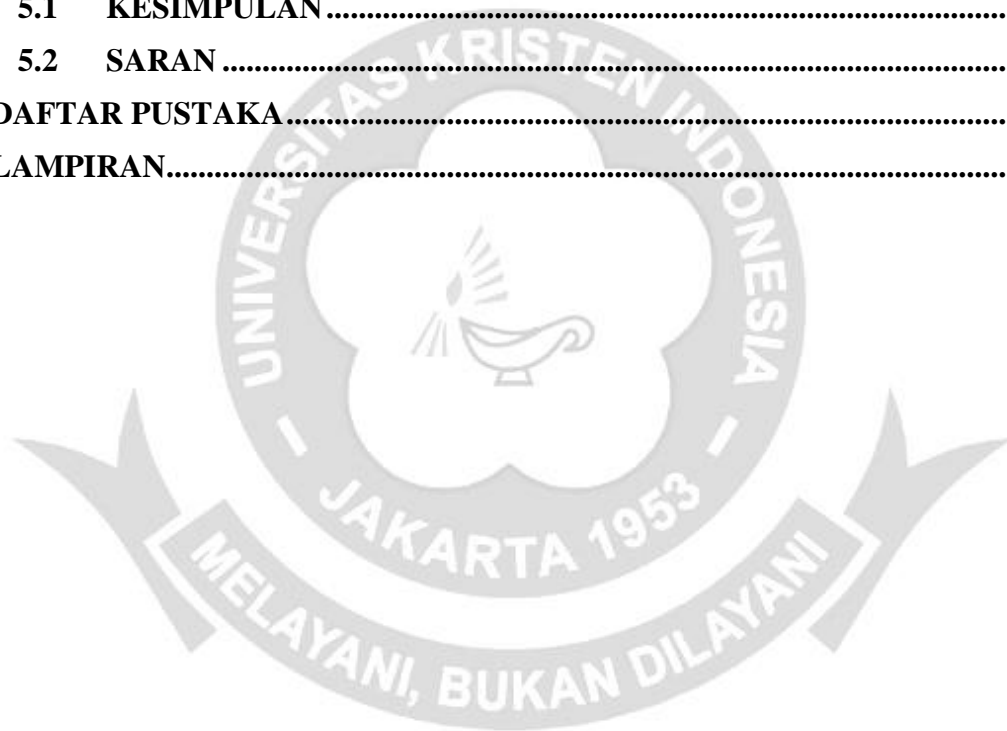 5.1 KESIMPULAN........................................................................................................
5.2 SARAN........................................................................................................
DAFTAR PUSTAKA........................................................................................................
LAMPIRAN........................................................................................................
UNIVERSITAS KRISTEN INDONESIA
- JAKARTA 1953 -
MELAYANI, BUKAN DILAYANI